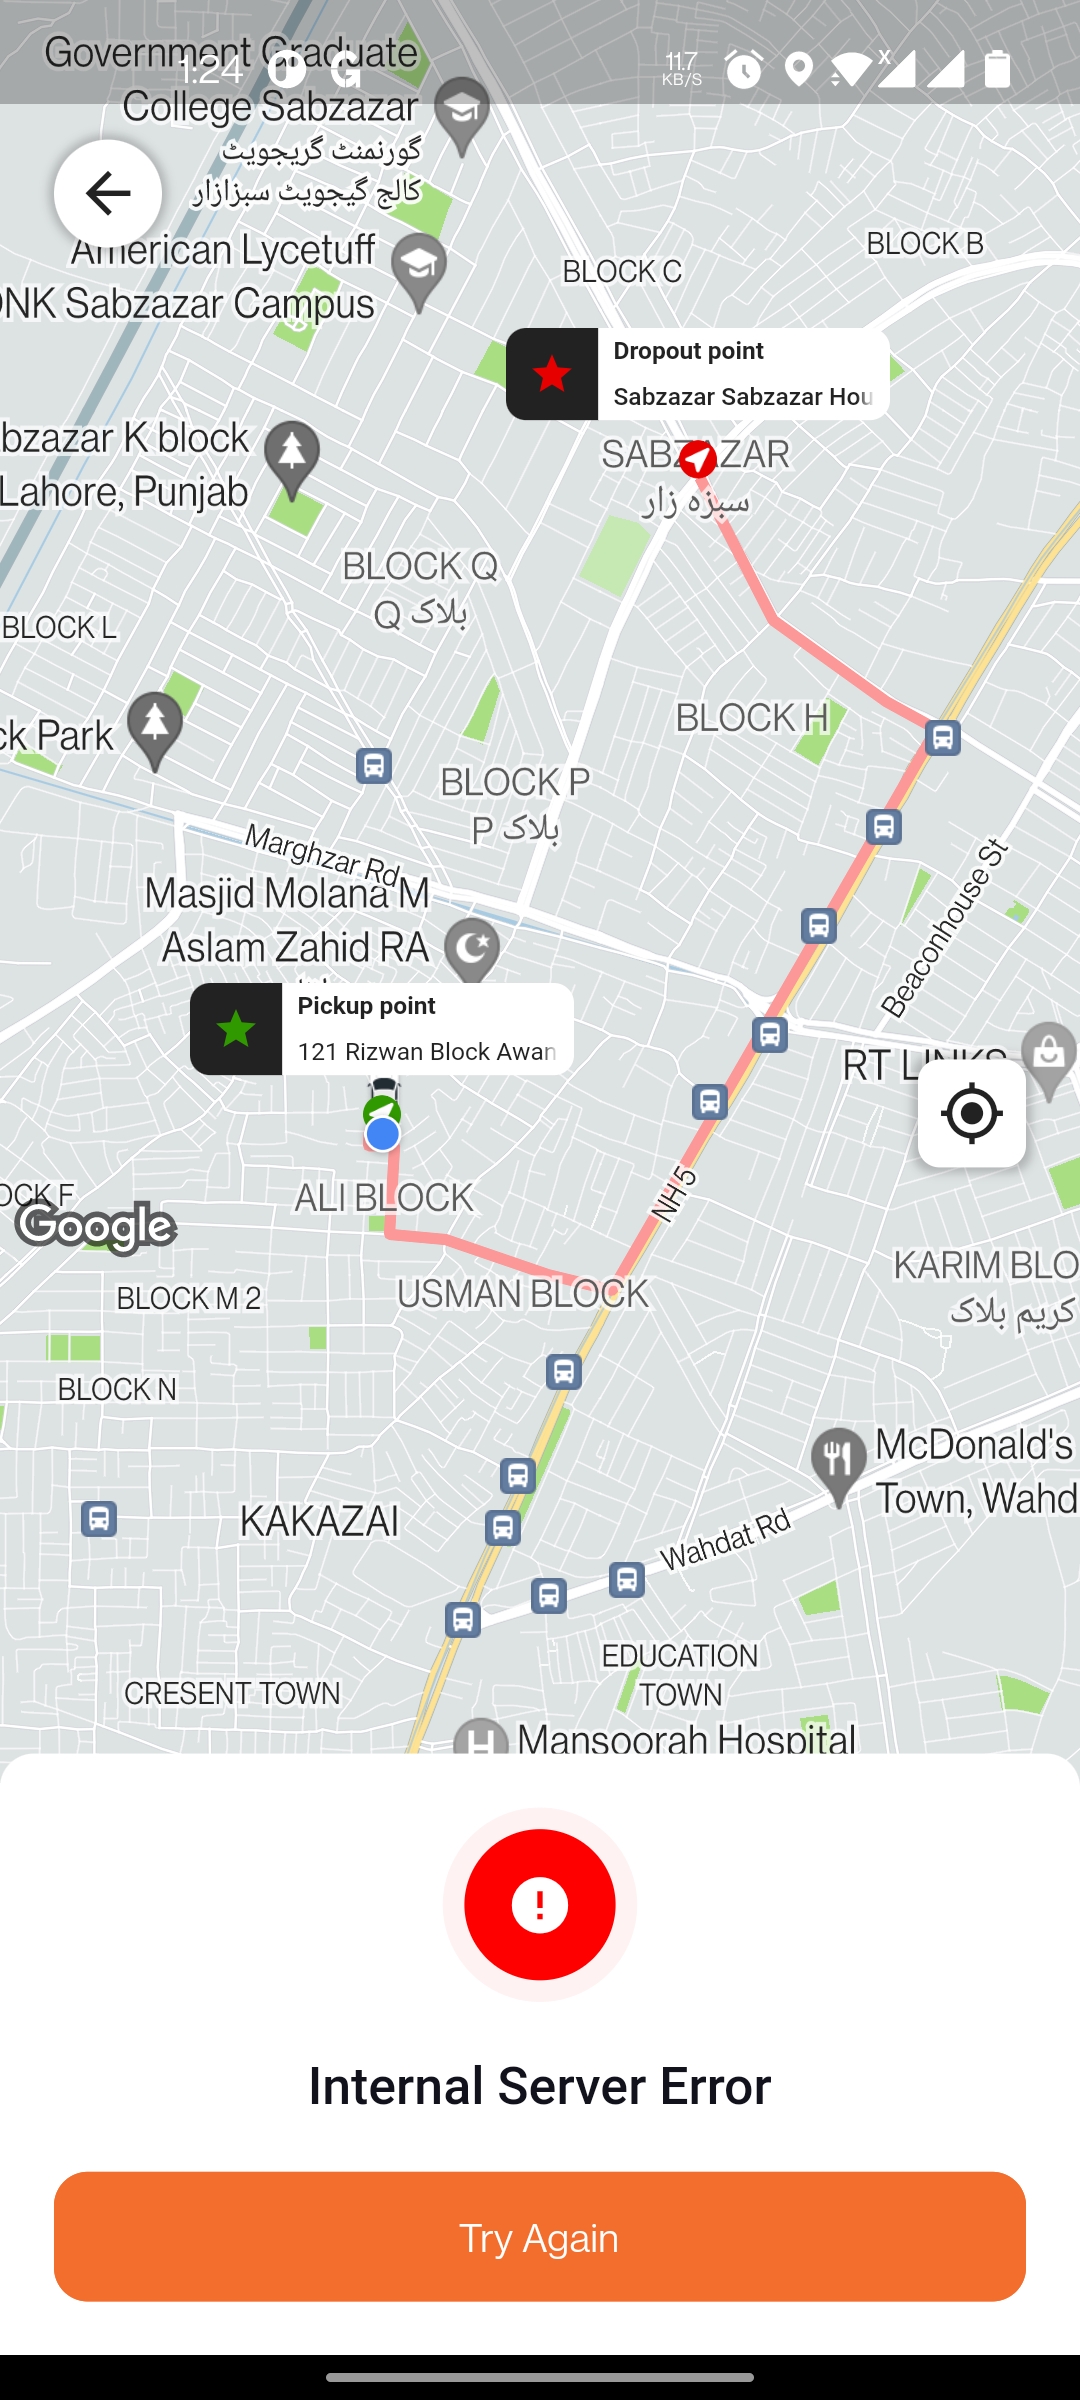 Government Graduate
1:24
11.7
KB/S
College Sabzazar
گورنمنٹ گریجویٹ
کالج گیجویٹ سبزازار
American Lycetuff
ONK Sabzazar Campus
BLOCK C
BLOCK B
Dropout point
Sabzazar Sabzazar Hou
bzazar K block
Lahore, Punjab
SABZAZAR
سبزہ زار
BLOCK Q
بلاک Q
BLOCK L
ck Park
BLOCK H
BLOCK P
بلاک P
Marghzar Rd
Masjid Molana M
Aslam Zahid RA
Beaconhouse St
Pickup point
121 Rizwan Block Awan
RT LINKS
NH 5
OCK F
Google
ALI BLOCK
USMAN BLOCK
KARIM BLO
کریم بلاک
BLOCK M 2
BLOCK N
McDonald's
Town, Wahd
KAKAZAI
Wahdat Rd
EDUCATION
TOWN
CRESENT TOWN
Mansoorah Hospital
Internal Server Error
Try Again